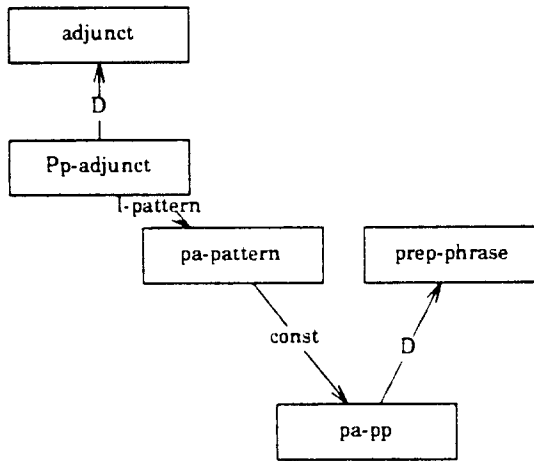 adjunct
D
Pp-adjunct
l-pattern
pa-pattern
prep-phrase
const
D
pa-pp